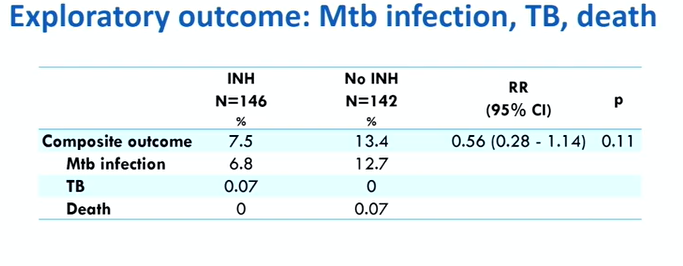 Exploratory outcome: Mtb infection, TB, death
INH No INH RR p
N=146 N=142 (95% CI)
% %
Composite outcome 7.5 13.4 0.56 (0.28 - 1.14) 0.11
Mtb infection 6.8 12.7
TB 0.07 0
Death 0 0.07